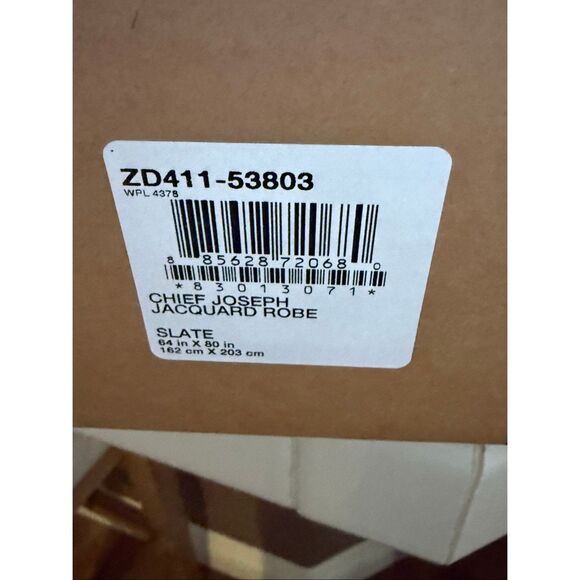 ZD411-53803
WPL 4378
8 85628 72068 0
*83013071*
CHIEF JOSEPH
JACQUARD ROBE
SLATE
64 in X 80 in
162 cm X 203 cm